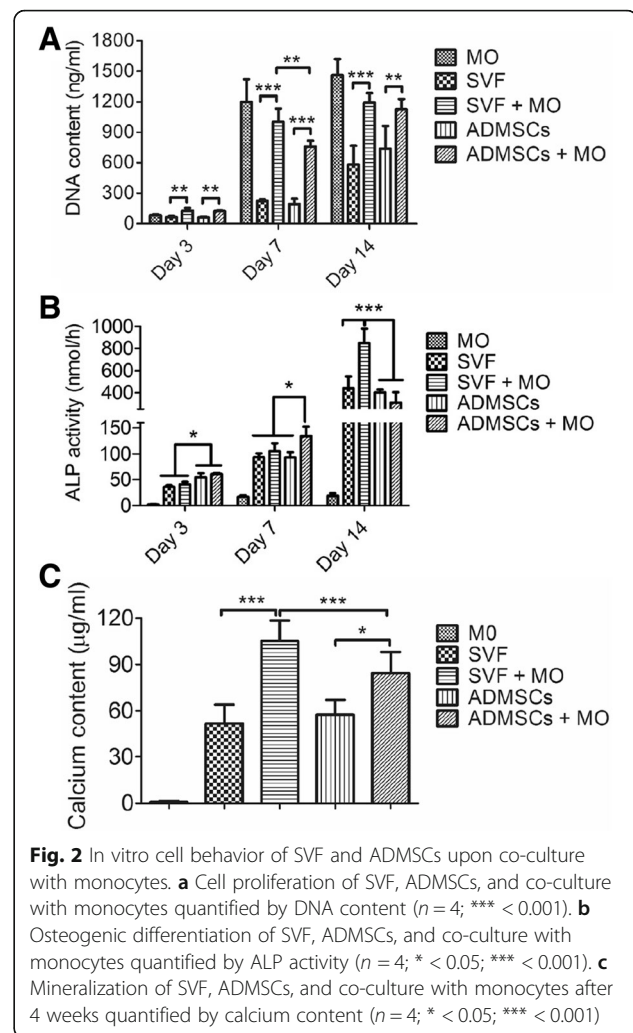 A
DNA content (ng/ml)
1800
1500
1200
900
600
300
0
** ** *** ** *** *** **
Day 3 Day 7 Day 14
MO
SVF
SVF + MO
ADMSCs
ADMSCs + MO
B
ALP activity (nmol/h)
1000
800
600
400
150
100
50
0
* * ***
Day 3 Day 7 Day 14
MO
SVF
SVF + MO
ADMSCs
ADMSCs + MO
C
Calcium content (µg/ml)
120
90
60
30
0
*** *** *
M0
SVF
SVF + MO
ADMSCs
ADMSCs + MO
Fig. 2 In vitro cell behavior of SVF and ADMSCs upon co-culture
with monocytes. a Cell proliferation of SVF, ADMSCs, and co-culture
with monocytes quantified by DNA content (n = 4; *** < 0.001). b
Osteogenic differentiation of SVF, ADMSCs, and co-culture with
monocytes quantified by ALP activity (n = 4; * < 0.05; *** < 0.001). c
Mineralization of SVF, ADMSCs, and co-culture with monocytes after
4 weeks quantified by calcium content (n = 4; * < 0.05; *** < 0.001)